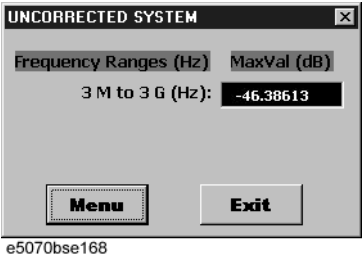 UNCORRECTED SYSTEM
Frequency Ranges (Hz) MaxVal (dB)
3 M to 3 G (Hz): -46.38613
Menu Exit
e5070bse168